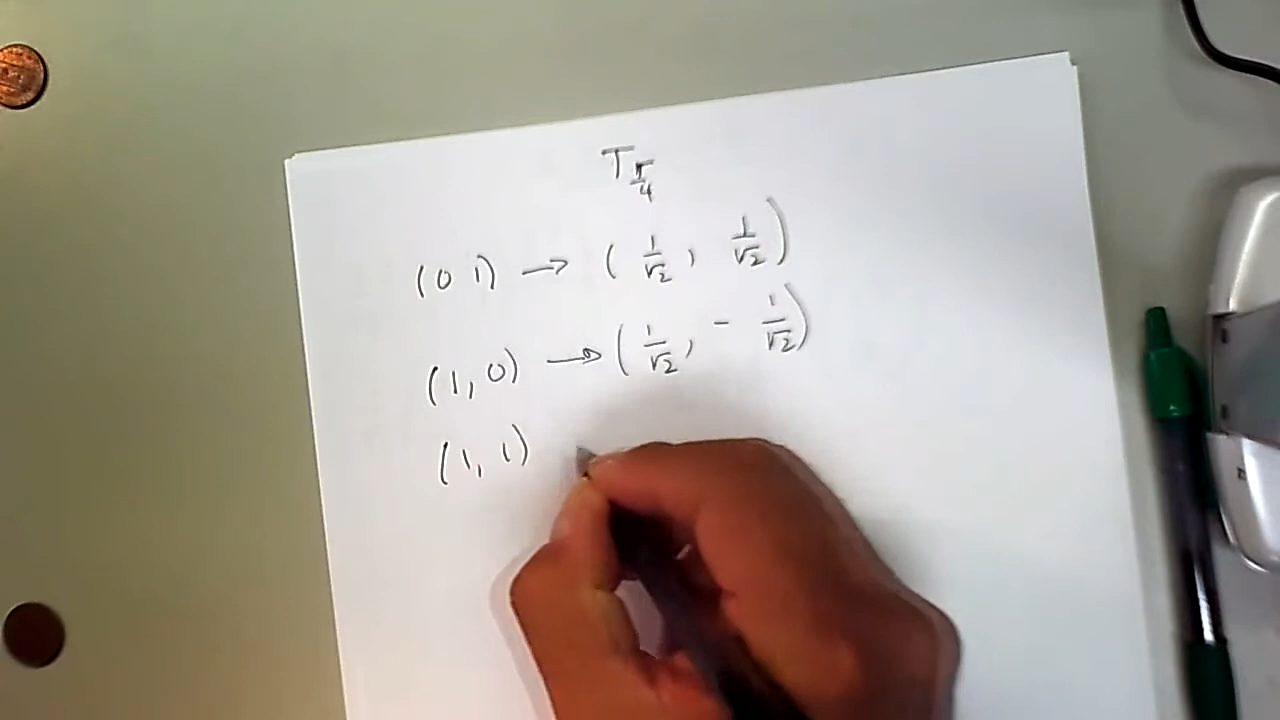 T π/4
(0 1) → ( 1/√2 , 1/√2 )
(1, 0) → ( 1/√2 , - 1/√2 )
(1, 1)